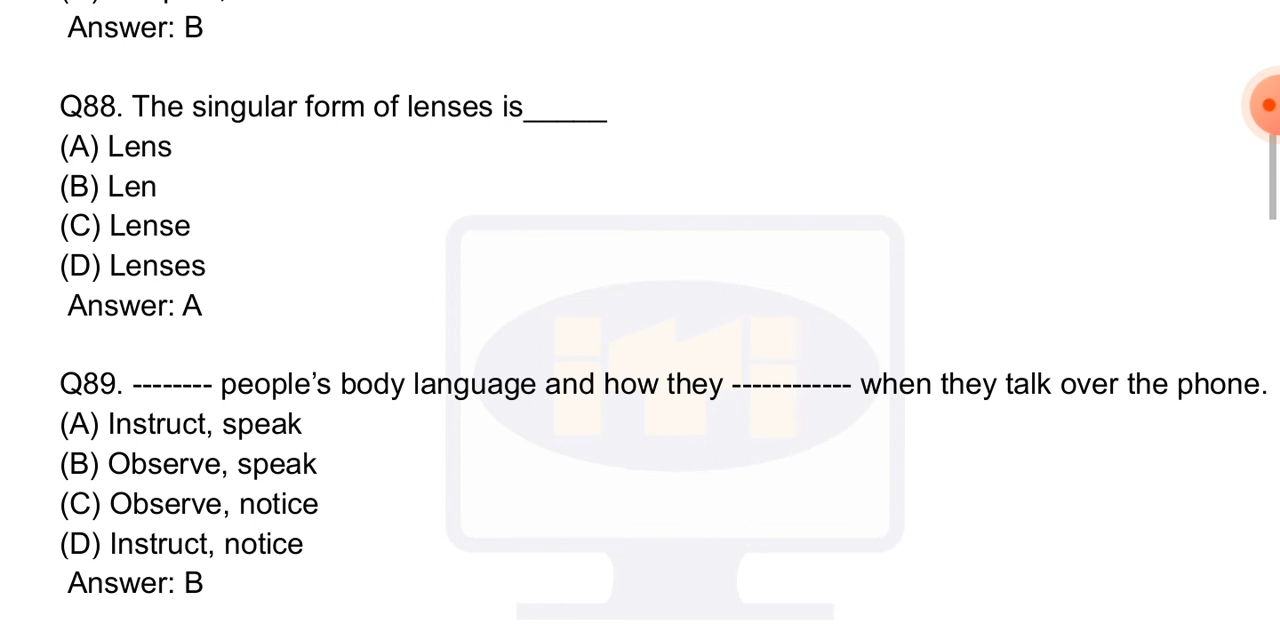 Answer: B
Q88. The singular form of lenses is_____
(A) Lens
(B) Len
(C) Lense
(D) Lenses
Answer: A
Q89. -------- people’s body language and how they ------------ when they talk over the phone.
(A) Instruct, speak
(B) Observe, speak
(C) Observe, notice
(D) Instruct, notice
Answer: B